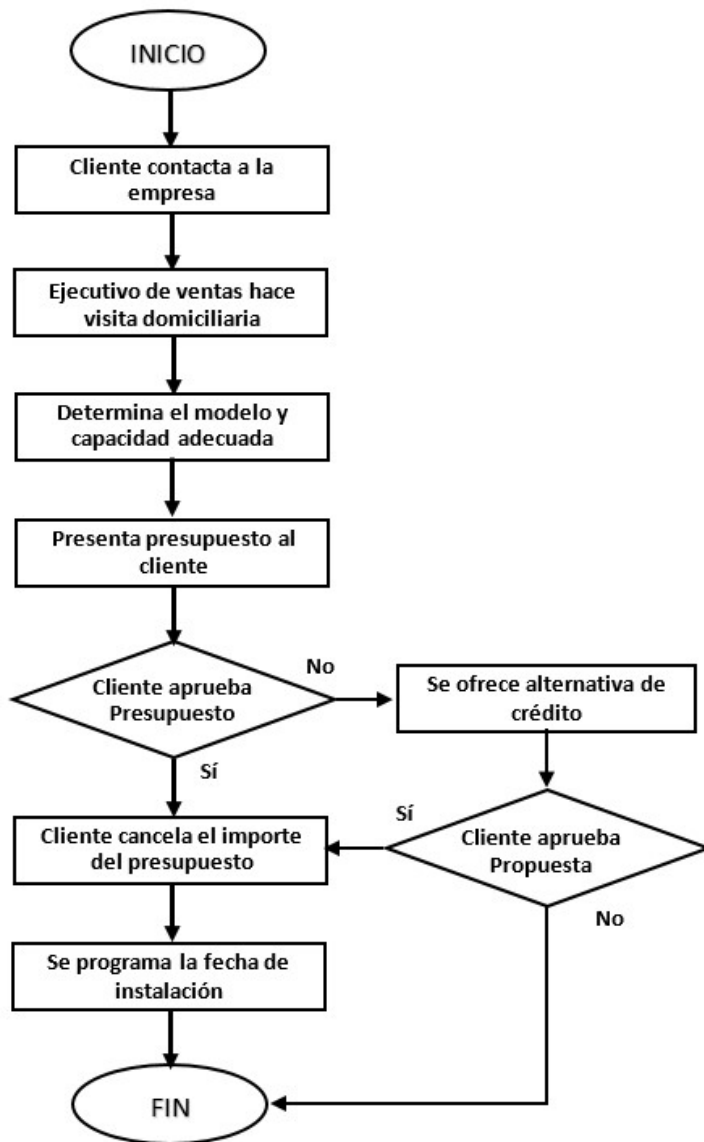 INICIO
Cliente contacta a la
empresa
Ejecutivo de ventas hace
visita domiciliaria
Determina el modelo y
capacidad adecuada
Presenta presupuesto al
cliente
Cliente aprueba
Presupuesto
No
Se ofrece alternativa de
crédito
Sí
Cliente aprueba
Propuesta
Sí
No
Cliente cancela el importe
del presupuesto
Se programa la fecha de
instalación
FIN